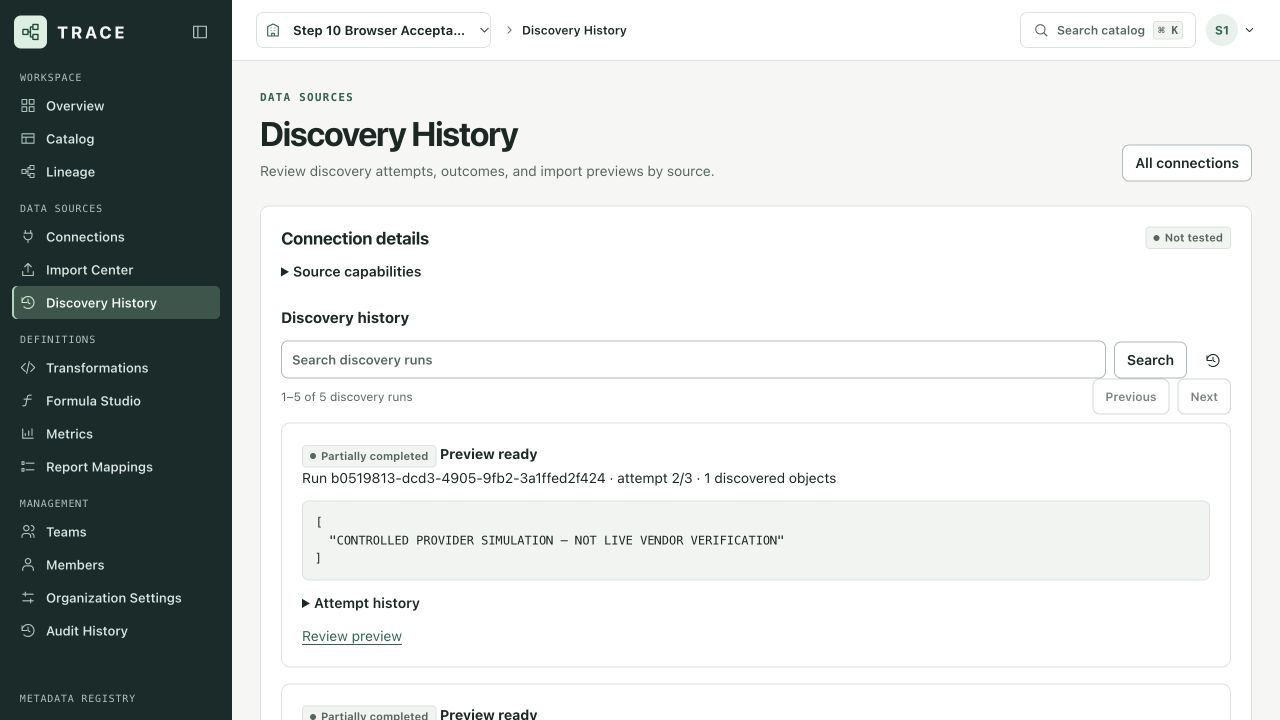 TRACE
Step 10 Browser Accepta...
Discovery History
Search catalog ⌘ K
S1
WORKSPACE
Overview
Catalog
Lineage
DATA SOURCES
Connections
Import Center
Discovery History
DEFINITIONS
Transformations
Formula Studio
Metrics
Report Mappings
MANAGEMENT
Teams
Members
Organization Settings
Audit History
METADATA REGISTRY
DATA SOURCES
Discovery History
Review discovery attempts, outcomes, and import previews by source.
All connections
Connection details
Not tested
Source capabilities
Discovery history
Search discovery runs
Search
1–5 of 5 discovery runs
Previous
Next
Partially completed Preview ready
Run b0519813-dcd3-4905-9fb2-3a1ffed2f424 · attempt 2/3 · 1 discovered objects
[
"CONTROLLED PROVIDER SIMULATION — NOT LIVE VENDOR VERIFICATION"
]
Attempt history
Review preview
Partially completed Preview ready